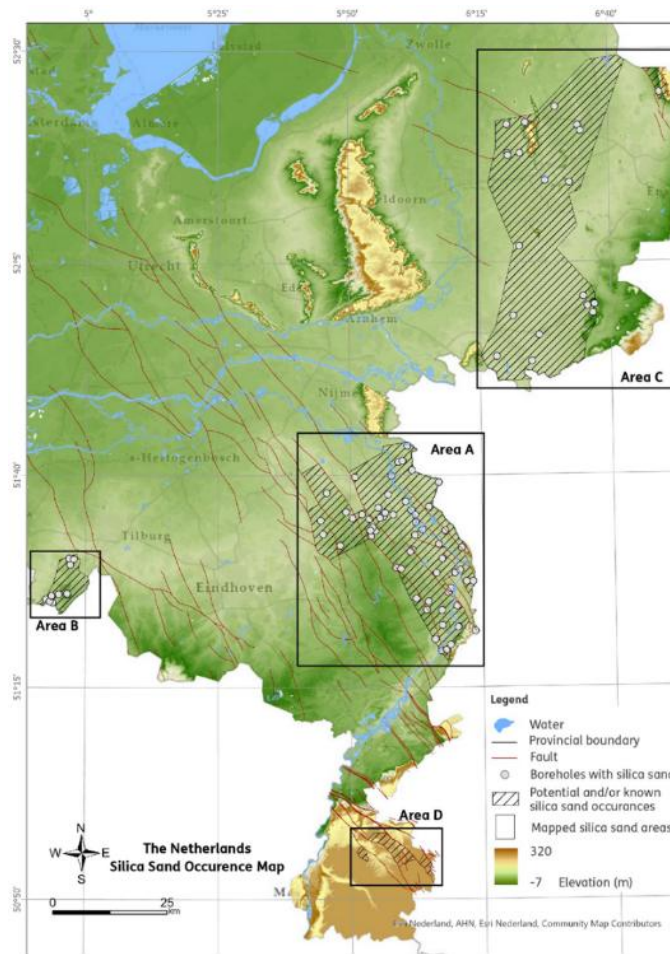 5°
5°25'
5°50'
6°15'
6°40'
52°30'
Markermeer
Lelystad
Zwolle
Almere
Amersfoort
Utrecht
Ede
Arnhem
52°5'
Area C
Nijme
Area A
51°40'
's-Hertogenbosch
Tilburg
Eindhoven
Area B
51°15'
Legend
Water
Provincial boundary
Fault
Boreholes with silica sand
Potential and/or known
silica sand occurances
Mapped silica sand areas
320
-7 Elevation (m)
Area D
The Netherlands
Silica Sand Occurence Map
N
W E
S
0 25
km
50°50'
Esri Nederland, AHN, Esri Nederland, Community Map Contributors